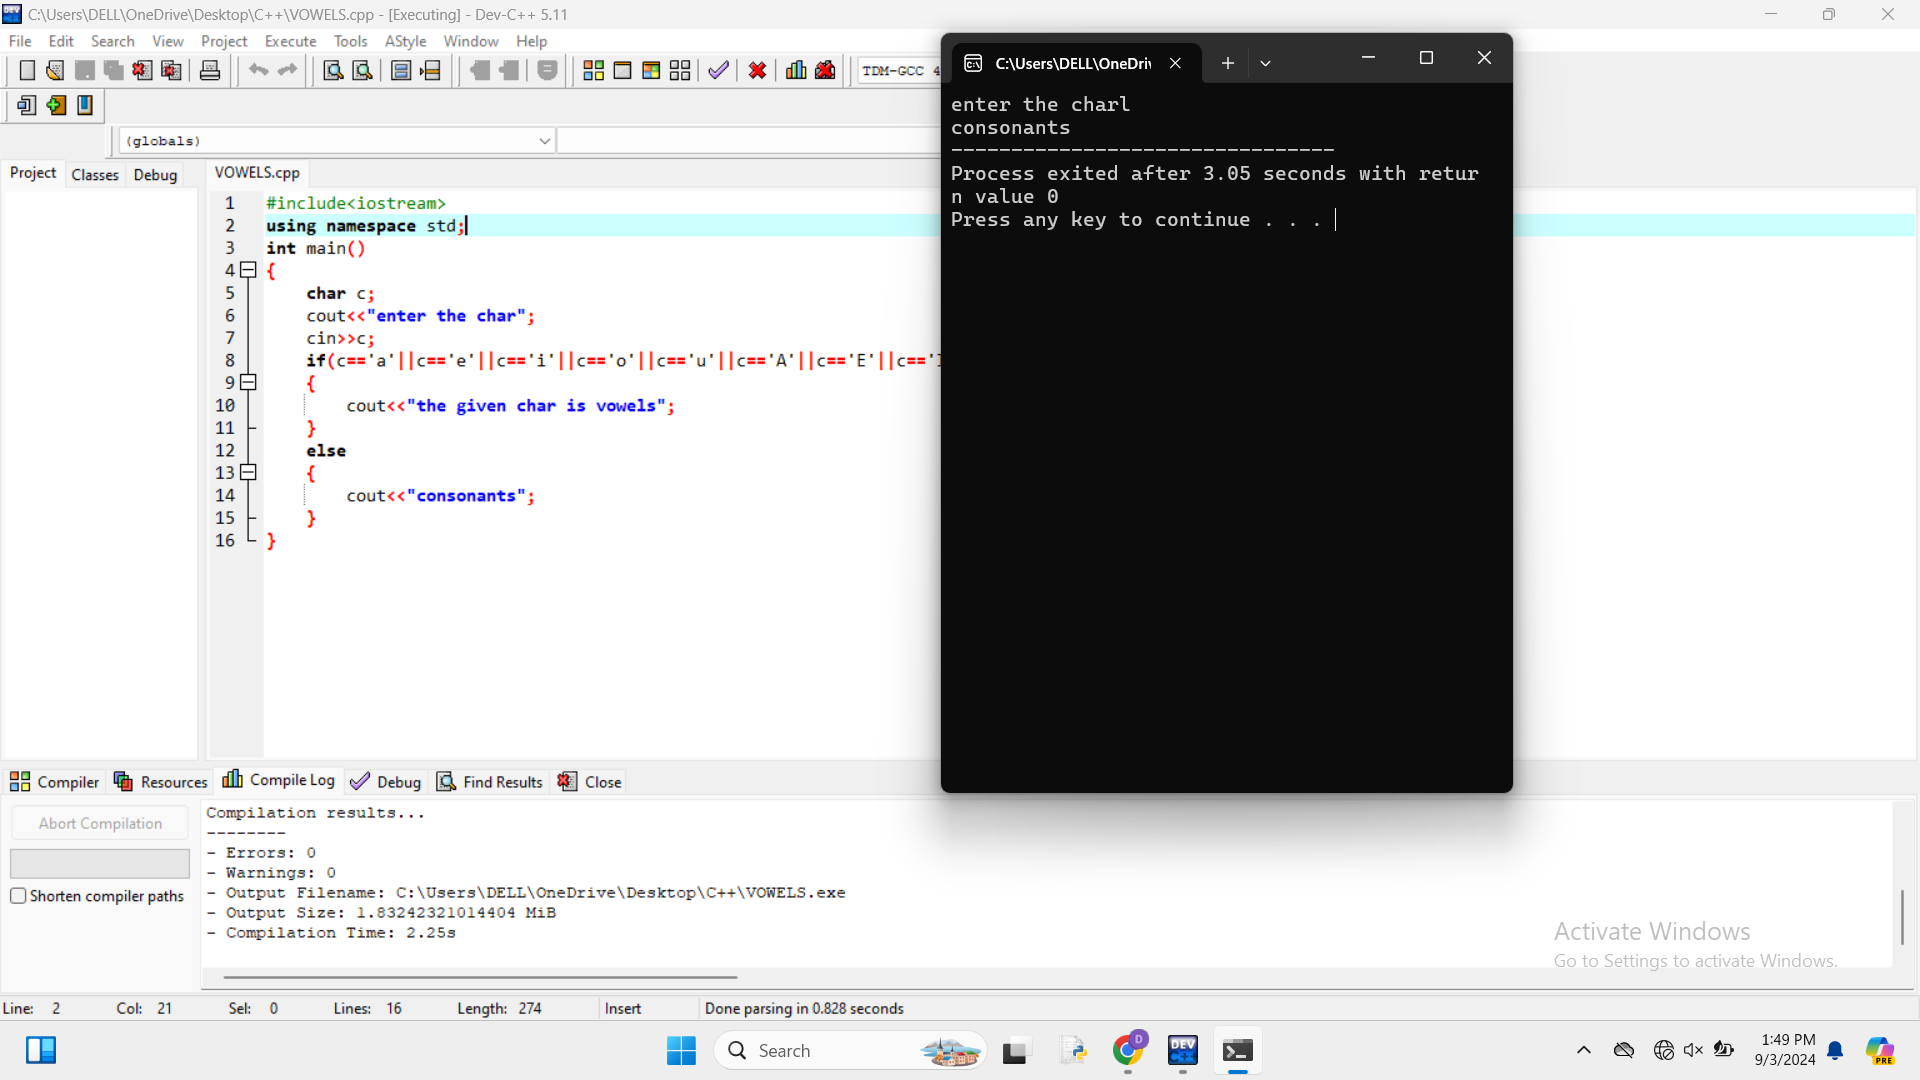 C:\Users\DELL\OneDrive\Desktop\C++\VOWELS.cpp - [Executing] - Dev-C++ 5.11
File Edit Search View Project Execute Tools AStyle Window Help
TDM-GCC 4
(globals)
Project Classes Debug
VOWELS.cpp
1 #include<iostream>
2 using namespace std;
3 int main()
4 {
5 char c;
6 cout<<"enter the char";
7 cin>>c;
8 if(c=='a'||c=='e'||c=='i'||c=='o'||c=='u'||c=='A'||c=='E'||c=='
9 {
10 cout<<"the given char is vowels";
11 }
12 else
13 {
14 cout<<"consonants";
15 }
16 }
C:\Users\DELL\OneDri
enter the charl
consonants
--------------------------------
Process exited after 3.05 seconds with retur
n value 0
Press any key to continue . . .
Compiler Resources Compile Log Debug Find Results Close
Abort Compilation
Shorten compiler paths
Compilation results...
--------
- Errors: 0
- Warnings: 0
- Output Filename: C:\Users\DELL\OneDrive\Desktop\C++\VOWELS.exe
- Output Size: 1.83242321014404 MiB
- Compilation Time: 2.25s
Activate Windows
Go to Settings to activate Windows.
Line: 2 Col: 21 Sel: 0 Lines: 16 Length: 274 Insert Done parsing in 0.828 seconds
Search
D
DEV
1:49 PM
9/3/2024
PRE